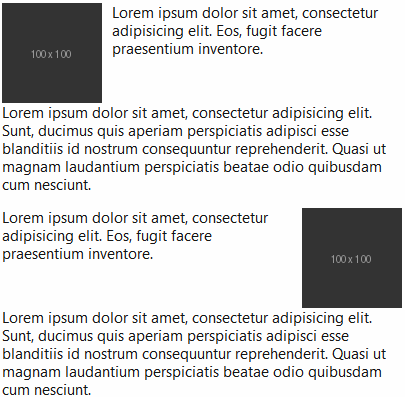 100 x 100
Lorem ipsum dolor sit amet, consectetur
adipisicing elit. Eos, fugit facere
praesentium inventore.
Lorem ipsum dolor sit amet, consectetur adipisicing elit.
Sunt, ducimus quis aperiam perspiciatis adipisci esse
blanditiis id nostrum consequuntur reprehenderit. Quasi ut
magnam laudantium perspiciatis beatae odio quibusdam
cum nesciunt.
Lorem ipsum dolor sit amet, consectetur
adipisicing elit. Eos, fugit facere
praesentium inventore.
100 x 100
Lorem ipsum dolor sit amet, consectetur adipisicing elit.
Sunt, ducimus quis aperiam perspiciatis adipisci esse
blanditiis id nostrum consequuntur reprehenderit. Quasi ut
magnam laudantium perspiciatis beatae odio quibusdam
cum nesciunt.